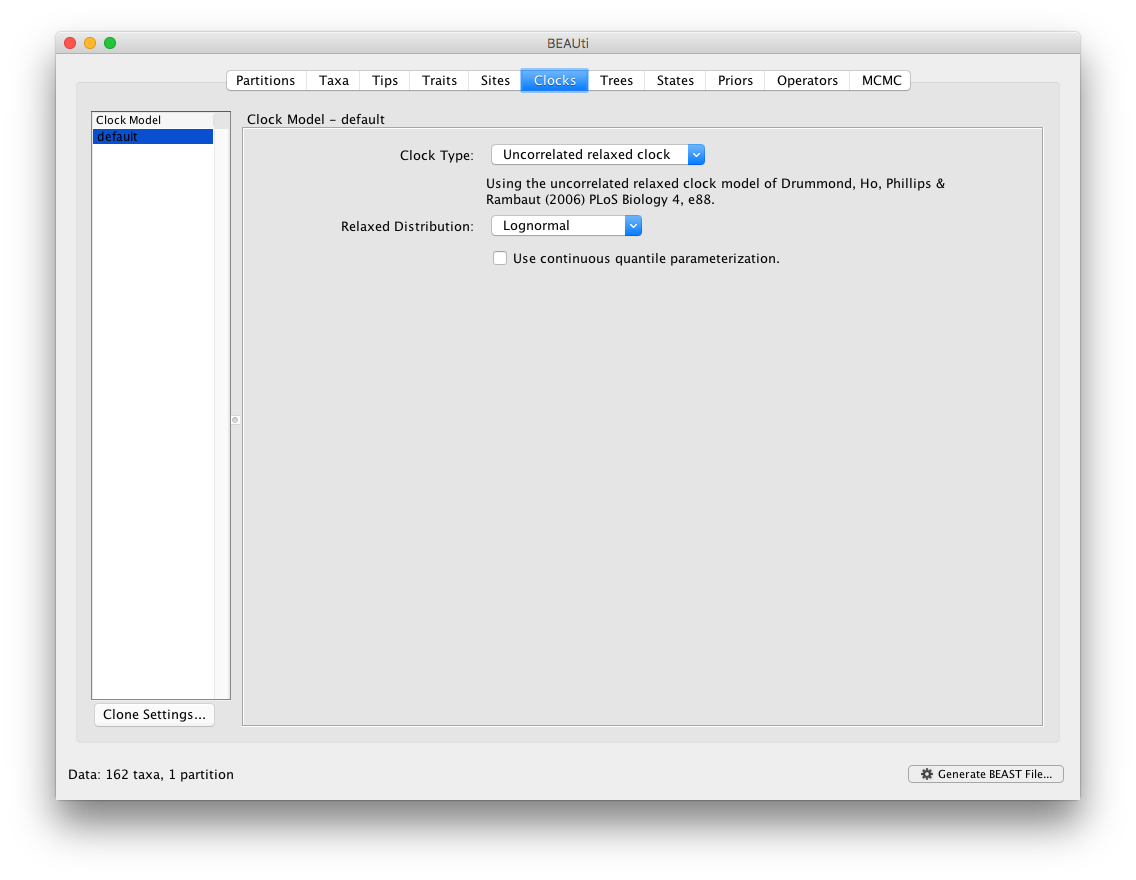 BEAUti
Partitions Taxa Tips Traits Sites Clocks Trees States Priors Operators MCMC
Clock Model
default
Clock Model – default
Clock Type: Uncorrelated relaxed clock
Using the uncorrelated relaxed clock model of Drummond, Ho, Phillips &
Rambaut (2006) PLoS Biology 4, e88.
Relaxed Distribution: Lognormal
Use continuous quantile parameterization.
Clone Settings...
Data: 162 taxa, 1 partition
Generate BEAST File...